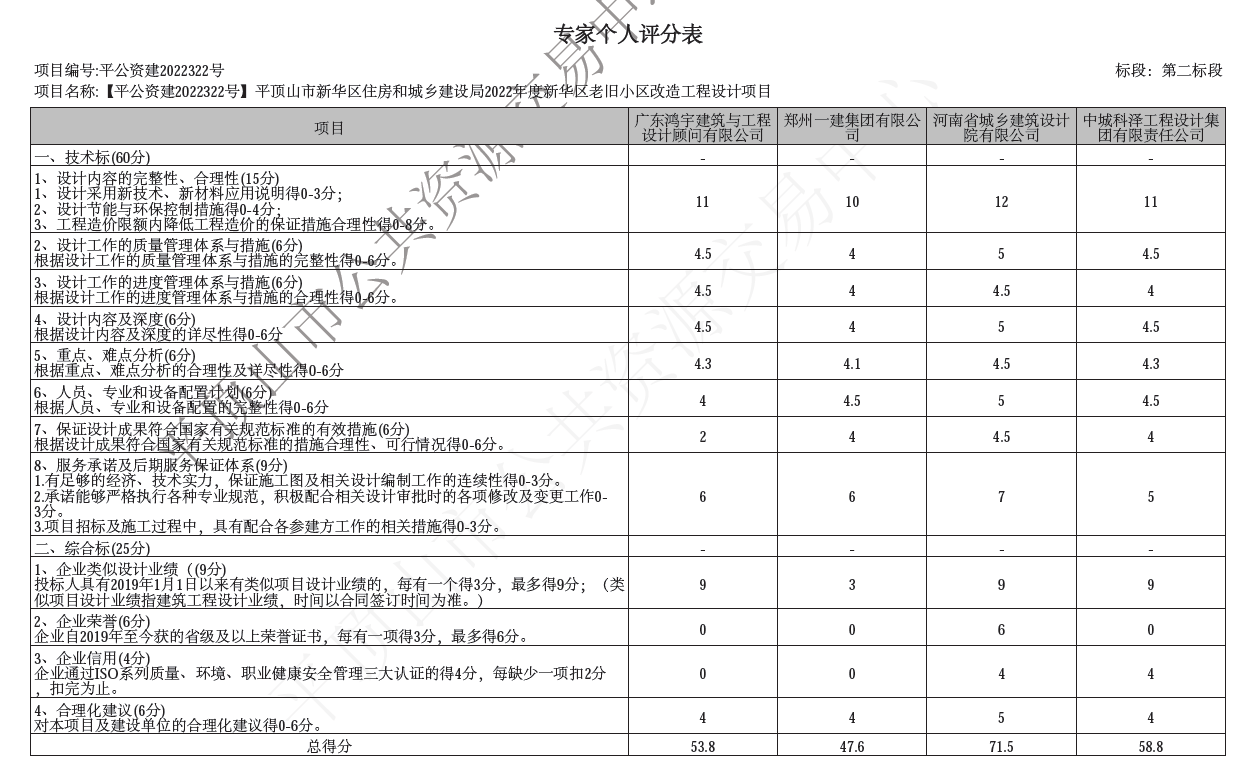 专家个人评分表
项目编号:平公资建2022322号
标段：第二标段
项目名称:【平公资建2022322号】平顶山市新华区住房和城乡建设局2022年度新华区老旧小区改造工程设计项目
项目
广东鸿宇建筑与工程
设计顾问有限公司
郑州一建集团有限公
司
河南省城乡建筑设计
院有限公司
中城科泽工程设计集
团有限责任公司
一、技术标(60分)
- - - -
1、设计内容的完整性、合理性(15分)
1、设计采用新技术、新材料应用说明得0-3分；
2、设计节能与环保控制措施得0-4分；
3、工程造价限额内降低工程造价的保证措施合理性得0-8分。
11 10 12 11
2、设计工作的质量管理体系与措施(6分)
根据设计工作的质量管理体系与措施的完整性得0-6分。
4.5 4 5 4.5
3、设计工作的进度管理体系与措施(6分)
根据设计工作的进度管理体系与措施的合理性得0-6分。
4.5 4 4.5 4
4、设计内容及深度(6分)
根据设计内容及深度的详尽性得0-6分
4.5 4 5 4.5
5、重点、难点分析(6分)
根据重点、难点分析的合理性及详尽性得0-6分
4.3 4.1 4.5 4.3
6、人员、专业和设备配置计划(6分)
根据人员、专业和设备配置的完整性得0-6分
4 4.5 5 4.5
7、保证设计成果符合国家有关规范标准的有效措施(6分)
根据设计成果符合国家有关规范标准的措施合理性、可行情况得0-6分。
2 4 4.5 4
8、服务承诺及后期服务保证体系(9分)
1.有足够的经济、技术实力，保证施工图及相关设计编制工作的连续性得0-3分。
2.承诺能够严格执行各种专业规范，积极配合相关设计审批时的各项修改及变更工作0-
3分。
3.项目招标及施工过程中，具有配合各参建方工作的相关措施得0-3分。
6 6 7 5
二、综合标(25分)
- - - -
1、企业类似设计业绩（(9分)
投标人具有2019年1月1日以来有类似项目设计业绩的，每有一个得3分，最多得9分；（类
似项目设计业绩指建筑工程设计业绩，时间以合同签订时间为准。）
9 3 9 9
2、企业荣誉(6分)
企业自2019年至今获的省级及以上荣誉证书，每有一项得3分，最多得6分。
0 0 6 0
3、企业信用(4分)
企业通过ISO系列质量、环境、职业健康安全管理三大认证的得4分，每缺少一项扣2分
，扣完为止。
0 0 4 4
4、合理化建议(6分)
对本项目及建设单位的合理化建议得0-6分。
4 4 5 4
总得分
53.8 47.6 71.5 58.8
平顶山市公共资源交易中
平顶山市公共资源交易中心